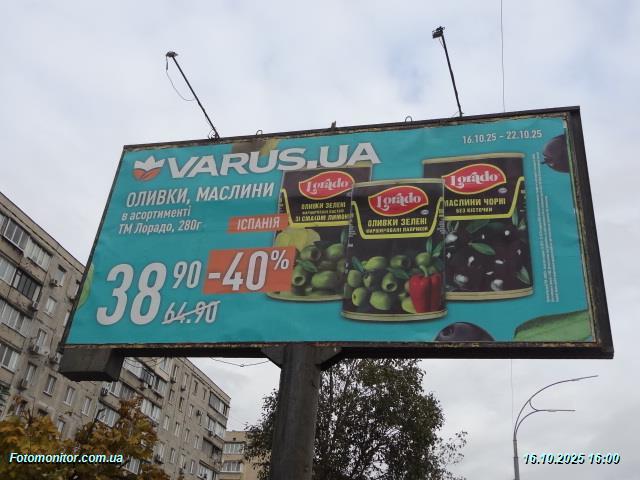 16.10.25 - 22.10.25
VARUS.UA
ОЛИВКИ, МАСЛИНИ
в асортименті
ТМ Лорадо, 280г
ІСПАНІЯ
38 90 -40%
64.90
Lorado
ОЛИВКИ ЗЕЛЕНІ
ЗІ СМАКОМ ЛИМОНА
Lorado
ОЛИВКИ ЗЕЛЕНІ
ФАРШИРОВАНІ ПАПРИКОЮ
Lorado
МАСЛИНИ ЧОРНІ
БЕЗ КІСТОЧКИ
Fotomonitor.com.ua
16.10.2025 16:00